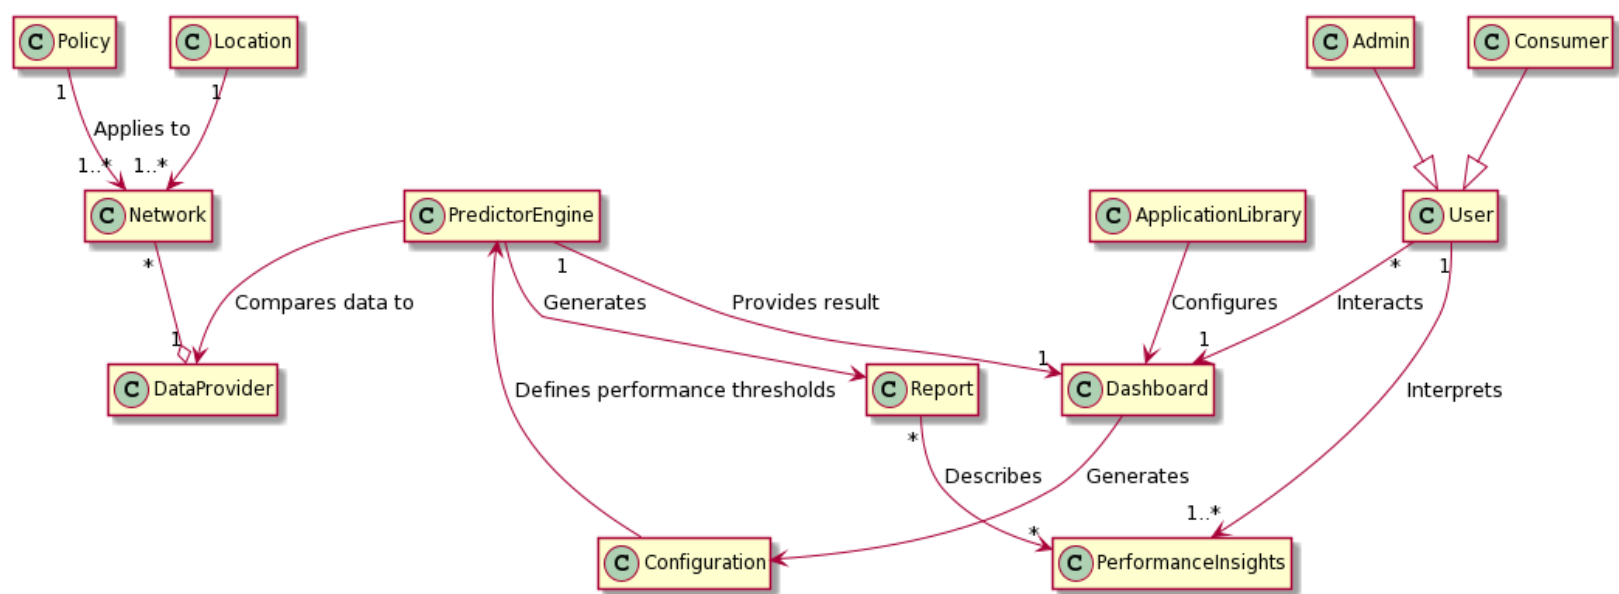 C Policy
C Location
C Admin
C Consumer
1
1
Applies to
1..*
1..*
C Network
C PredictorEngine
C ApplicationLibrary
C User
*
1
*
1
Compares data to
Generates
Provides result
Configures
Interacts
1
1
1
C DataProvider
Defines performance thresholds
C Report
C Dashboard
Interprets
*
Describes
Generates
1..*
*
C Configuration
C PerformanceInsights